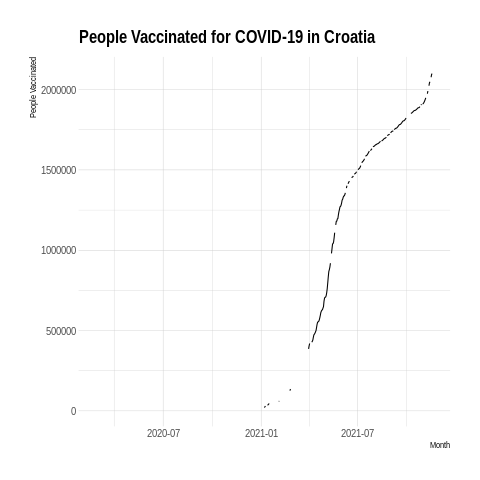 People Vaccinated for COVID-19 in Croatia
People Vaccinated
2000000
1500000
1000000
500000
0
2020-07 2021-01 2021-07
Month